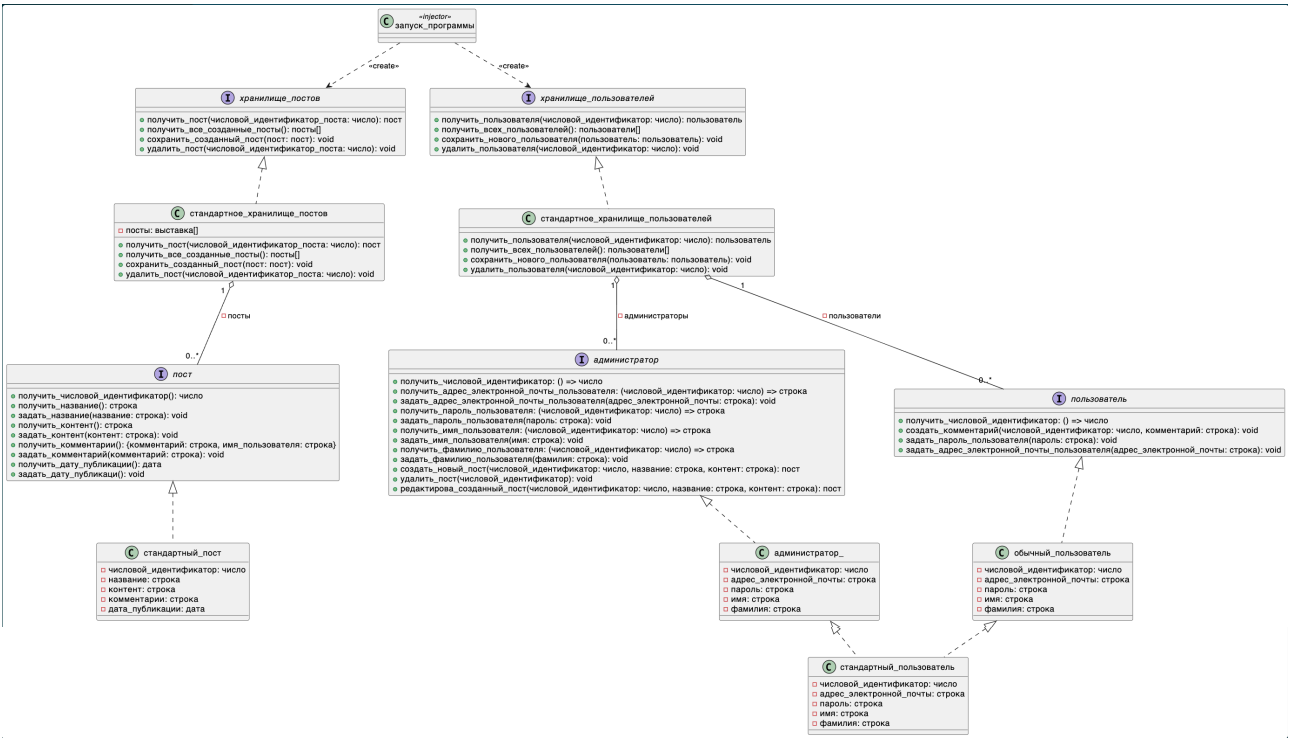 «injector»
C запуск_программы
«create»
«create»
I хранилище_постов
получить_пост(числовой_идентификатор_поста: число): пост
получить_все_созданные_посты(): посты[]
сохранить_созданный_пост(пост: пост): void
удалить_пост(числовой_идентификатор_поста: число): void
I хранилище_пользователей
получить_пользователя(числовой_идентификатор: число): пользователь
получить_всех_пользователей(): пользователи[]
сохранить_нового_пользователя(пользователь: пользователь): void
удалить_пользователя(числовой_идентификатор: число): void
C стандартное_хранилище_постов
посты: выставка[]
получить_пост(числовой_идентификатор_поста: число): пост
получить_все_созданные_посты(): посты[]
сохранить_созданный_пост(пост: пост): void
удалить_пост(числовой_идентификатор_поста: число): void
C стандартное_хранилище_пользователей
получить_пользователя(числовой_идентификатор: число): пользователь
получить_всех_пользователей(): пользователи[]
сохранить_нового_пользователя(пользователь: пользователь): void
удалить_пользователя(числовой_идентификатор: число): void
1
посты
0..*
1
администраторы
0..*
1
пользователи
0..*
I пост
получить_числовой_идентификатор(): число
получить_название(): строка
задать_название(название: строка): void
получить_контент(): строка
задать_контент(контент: строка): void
получить_комментарии(): {комментарий: строка, имя_пользователя: строка}
задать_комментарий(комментарий: строка): void
получить_дату_публикации(): дата
задать_дату_публикаци(): void
I администратор
получить_числовой_идентификатор: () => число
получить_адрес_электронной_почты_пользователя: (числовой_идентификатор: число) => строка
задать_адрес_электронной_почты_пользователя(адрес_электронной_почты: строка): void
получить_пароль_пользователя: (числовой_идентификатор: число) => строка
задать_пароль_пользователя(пароль: строка): void
получить_имя_пользователя: (числовой_идентификатор: число) => строка
задать_имя_пользователя(имя: строка): void
получить_фамилию_пользователя: (числовой_идентификатор: число) => строка
задать_фамилию_пользователя(фамилия: строка): void
создать_новый_пост(числовой_идентификатор: число, название: строка, контент: строка): пост
удалить_пост(числовой_идентификатор): void
редактирова_созданный_пост(числовой_идентификатор: число, название: строка, контент: строка): пост
I пользователь
получить_числовой_идентификатор: () => число
создать_комментарий(числовой_идентификатор: число, комментарий: строка): void
задать_пароль_пользователя(пароль: строка): void
задать_адрес_электронной_почты_пользователя(адрес_электронной_почты: строка): void
C стандартный_пост
числовой_идентификатор: число
название: строка
контент: строка
комментарии: строка
дата_публикации: дата
C администратор_
числовой_идентификатор: число
адрес_электронной_почты: строка
пароль: строка
имя: строка
фамилия: строка
C обычный_пользователь
числовой_идентификатор: число
адрес_электронной_почты: строка
пароль: строка
имя: строка
фамилия: строка
C стандартный_пользователь
числовой_идентификатор: число
адрес_электронной_почты: строка
пароль: строка
имя: строка
фамилия: строка